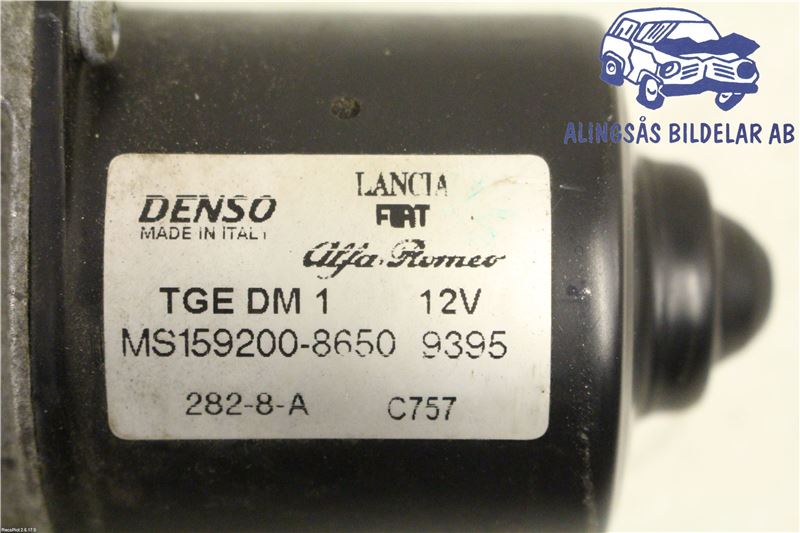 ALINGSÅS BILDELAR AB
DENSO
MADE IN ITALY
LANCIA
FIAT
Alfa Romeo
TGE DM 1 12V
MS159200-8650 9395
282-8-A C757